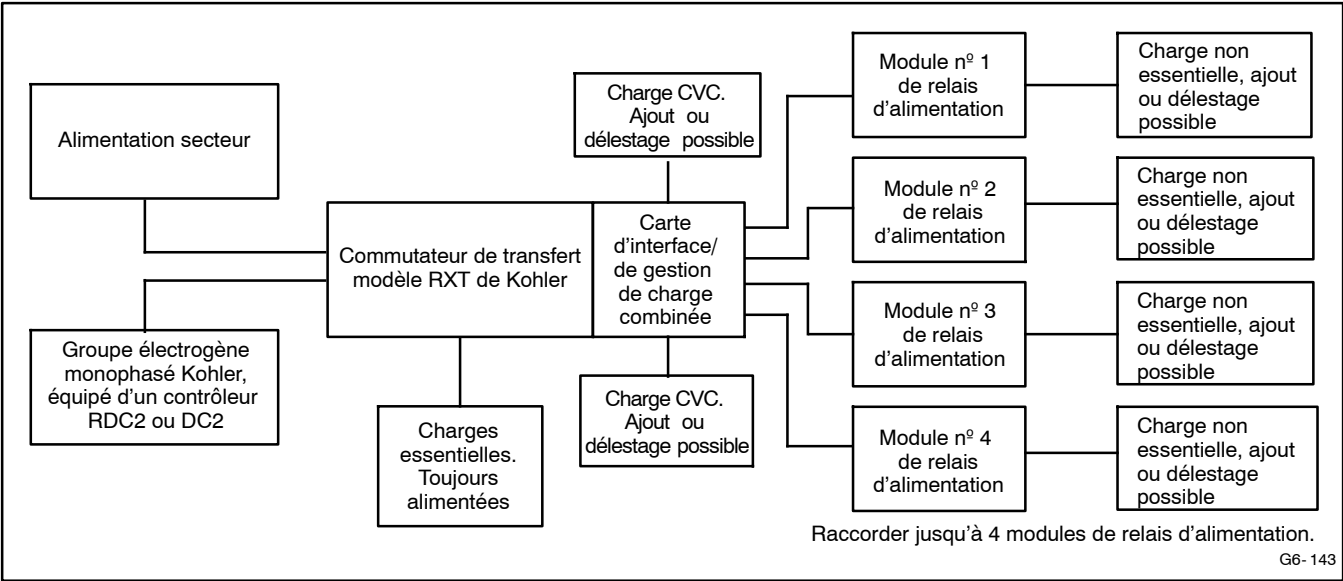 Alimentation secteur
Groupe électrogène
monophasé Kohler,
équipé d'un contrôleur
RDC2 ou DC2
Commutateur de transfert
modèle RXT de Kohler
Charges
essentielles.
Toujours
alimentées
Charge CVC.
Ajout ou
délestage possible
Carte
d'interface/
de gestion
de charge
combinée
Charge CVC.
Ajout ou
délestage possible
Module nº 1
de relais
d'alimentation
Charge non
essentielle, ajout
ou délestage
possible
Module nº 2
de relais
d'alimentation
Charge non
essentielle, ajout
ou délestage
possible
Module nº 3
de relais
d'alimentation
Charge non
essentielle, ajout
ou délestage
possible
Module nº 4
de relais
d'alimentation
Charge non
essentielle, ajout
ou délestage
possible
Raccorder jusqu'à 4 modules de relais d'alimentation.
G6-143